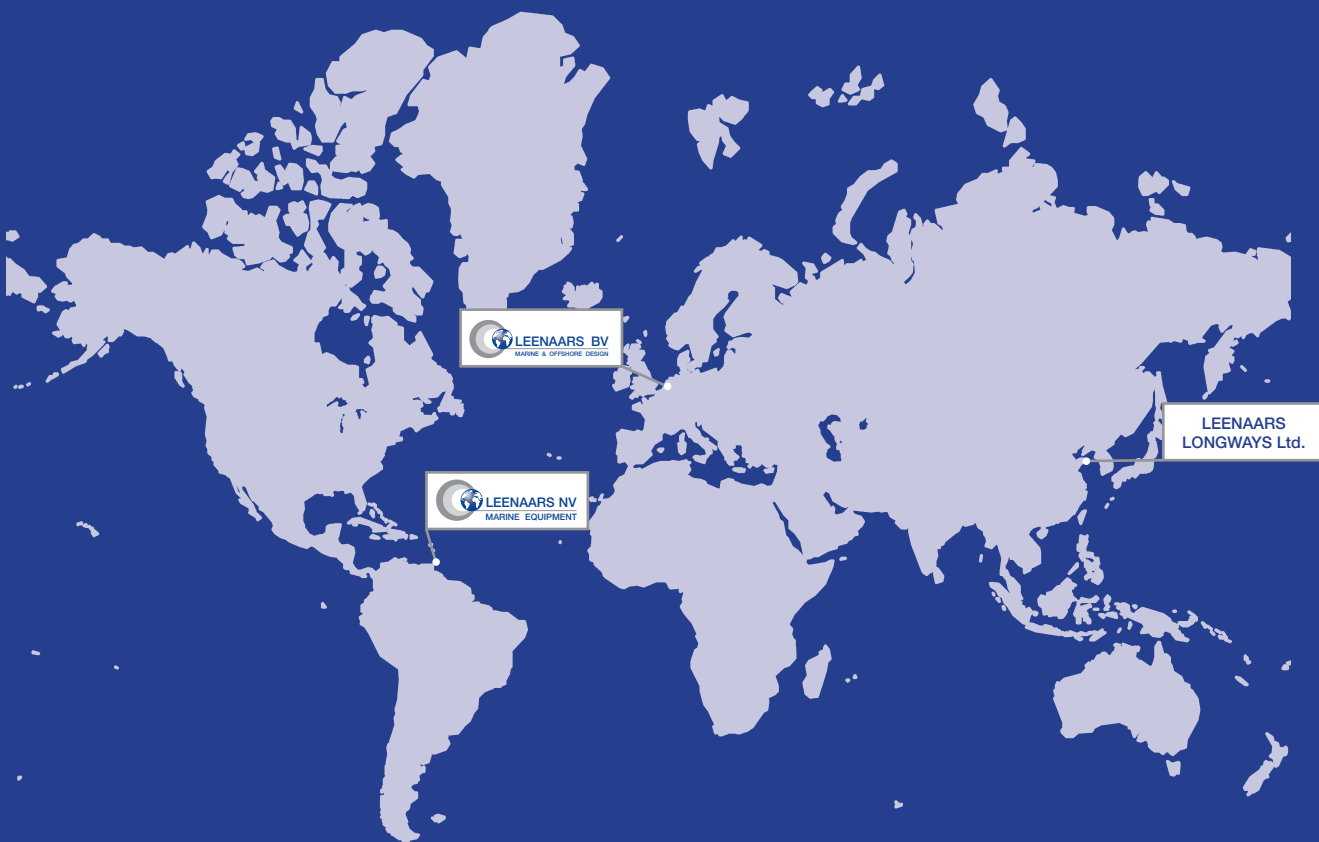 LEENAARS BV
MARINE & OFFSHORE DESIGN
LEENAARS
LONGWAYS Ltd.
LEENAARS NV
MARINE EQUIPMENT